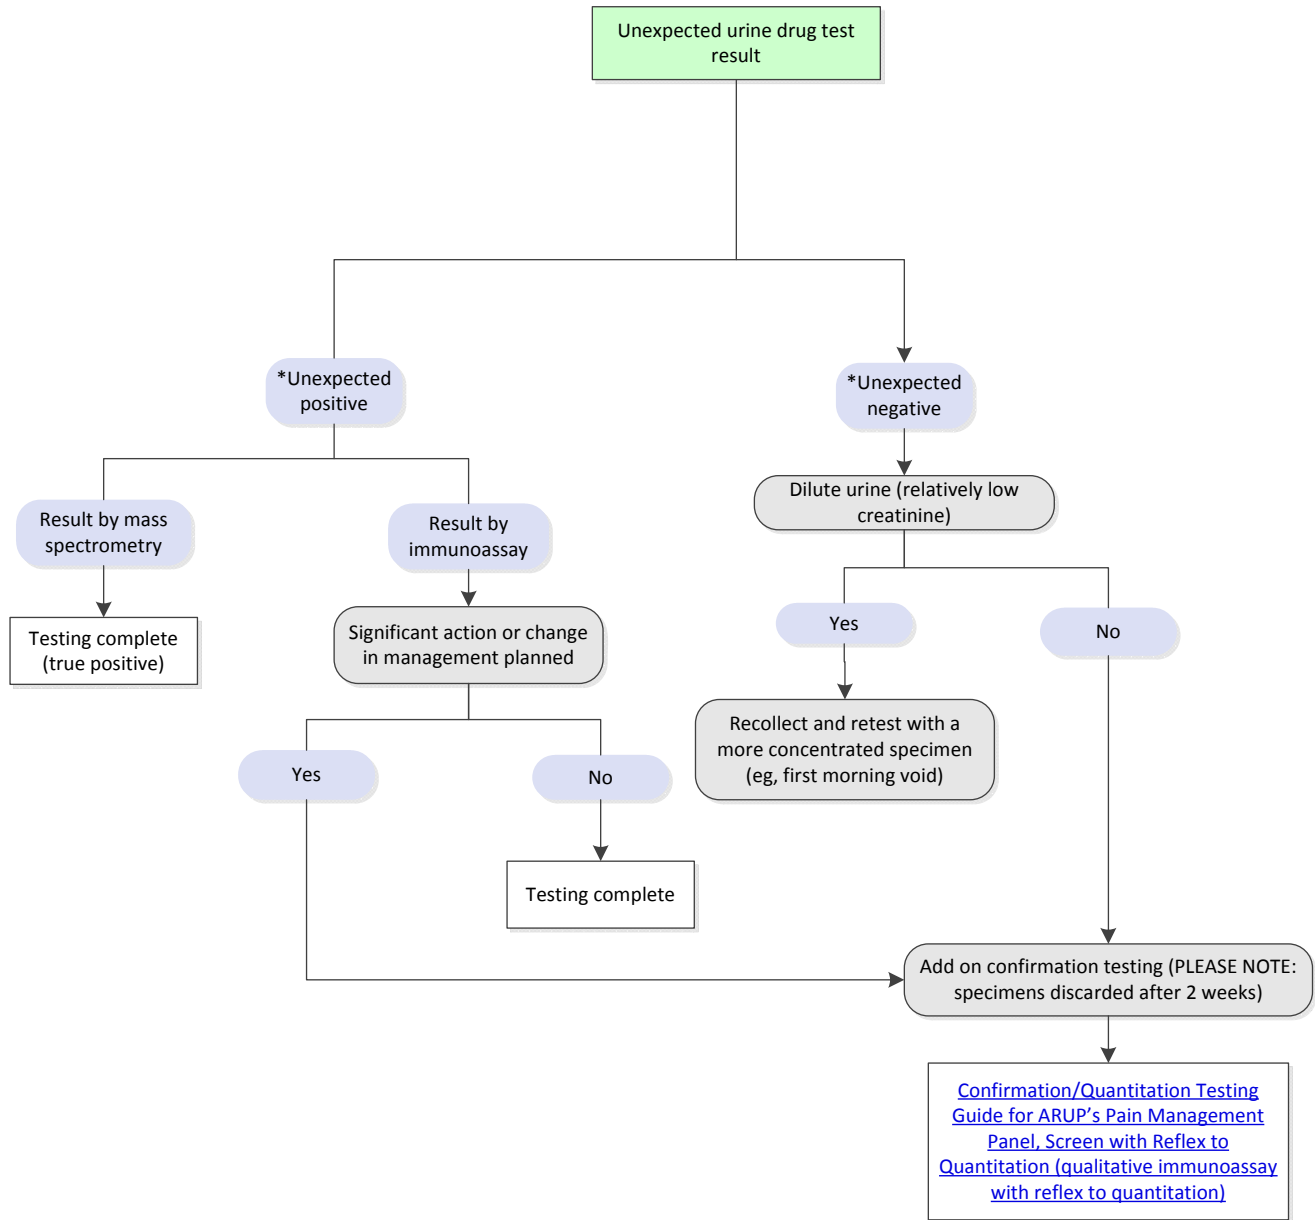 Unexpected urine drug test
result
*Unexpected
positive
*Unexpected
negative
Result by mass
spectrometry
Result by
immunoassay
Dilute urine (relatively low
creatinine)
Testing complete
(true positive)
Significant action or change
in management planned
Yes
No
Recollect and retest with a
more concentrated specimen
(eg, first morning void)
Yes
No
Testing complete
Add on confirmation testing (PLEASE NOTE:
specimens discarded after 2 weeks)
Confirmation/Quantitation Testing
Guide for ARUP’s Pain Management
Panel, Screen with Reflex to
Quantitation (qualitative immunoassay
with reflex to quantitation)